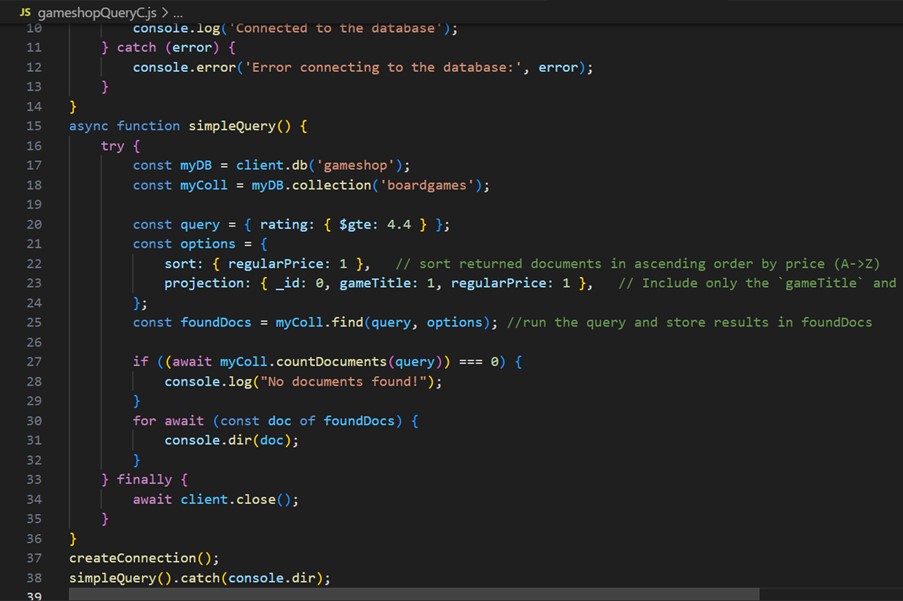 JS gameshopQueryC.js > ...
10 console.log('Connected to the database');
11 } catch (error) {
12 console.error('Error connecting to the database:', error);
13 }
14 }
15 async function simpleQuery() {
16 try {
17 const myDB = client.db('gameshop');
18 const myColl = myDB.collection('boardgames');
19
20 const query = { rating: { $gte: 4.4 } };
21 const options = {
22 sort: { regularPrice: 1 }, // sort returned documents in ascending order by price (A->Z)
23 projection: { _id: 0, gameTitle: 1, regularPrice: 1 }, // Include only the `gameTitle` and
24 };
25 const foundDocs = myColl.find(query, options); //run the query and store results in foundDocs
26
27 if ((await myColl.countDocuments(query)) === 0) {
28 console.log("No documents found!");
29 }
30 for await (const doc of foundDocs) {
31 console.dir(doc);
32 }
33 } finally {
34 await client.close();
35 }
36 }
37 createConnection();
38 simpleQuery().catch(console.dir);
39